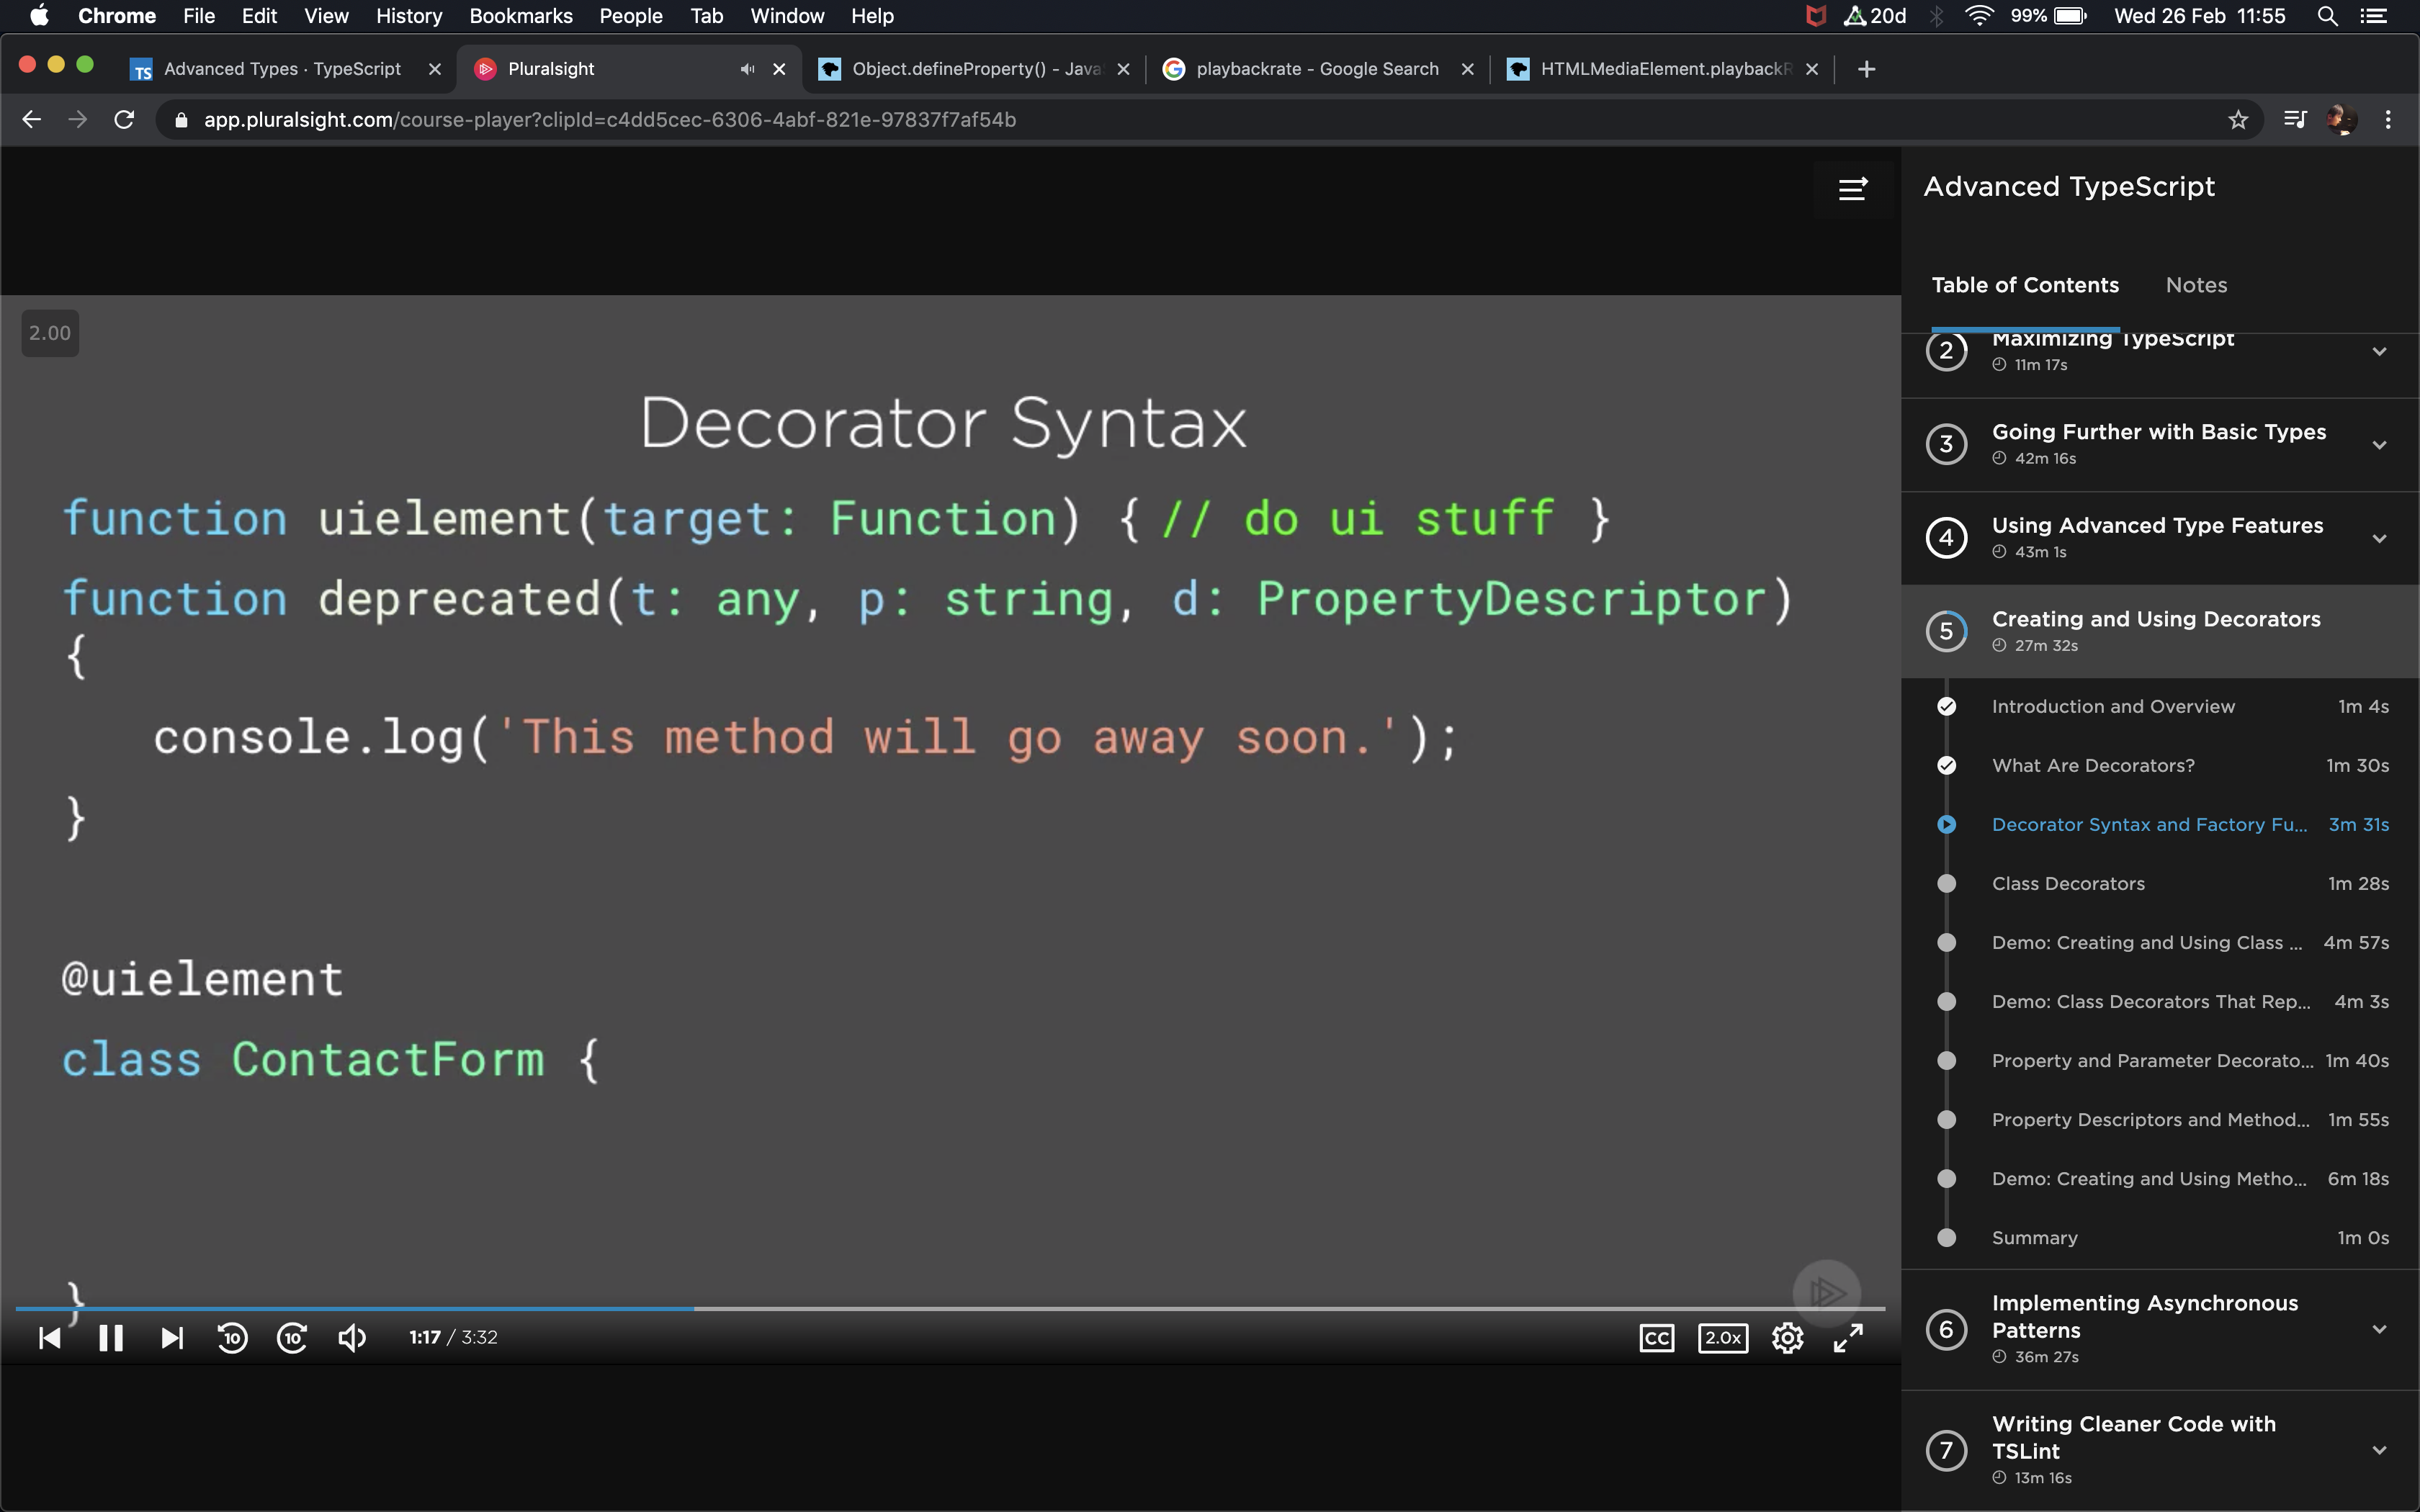 Chrome File Edit View History Bookmarks People Tab Window Help 20d 99% Wed 26 Feb 11:55
TS Advanced Types · TypeScript Pluralsight Object.defineProperty() - Java playbackrate - Google Search HTMLMediaElement.playbackR
app.pluralsight.com/course-player?clipId=c4dd5cec-6306-4abf-821e-97837f7af54b
2.00
Decorator Syntax
function uielement(target: Function) { // do ui stuff }
function deprecated(t: any, p: string, d: PropertyDescriptor)
{
console.log('This method will go away soon.');
}
@uielement
class ContactForm {
}
10 10 1:17 / 3:32 CC 2.0x
Advanced TypeScript
Table of Contents Notes
2 Maximizing TypeScript
11m 17s
3 Going Further with Basic Types
42m 16s
4 Using Advanced Type Features
43m 1s
5 Creating and Using Decorators
27m 32s
Introduction and Overview 1m 4s
What Are Decorators? 1m 30s
Decorator Syntax and Factory Fu... 3m 31s
Class Decorators 1m 28s
Demo: Creating and Using Class ... 4m 57s
Demo: Class Decorators That Rep... 4m 3s
Property and Parameter Decorato... 1m 40s
Property Descriptors and Method... 1m 55s
Demo: Creating and Using Metho... 6m 18s
Summary 1m 0s
6 Implementing Asynchronous
Patterns
36m 27s
7 Writing Cleaner Code with
TSLint
13m 16s